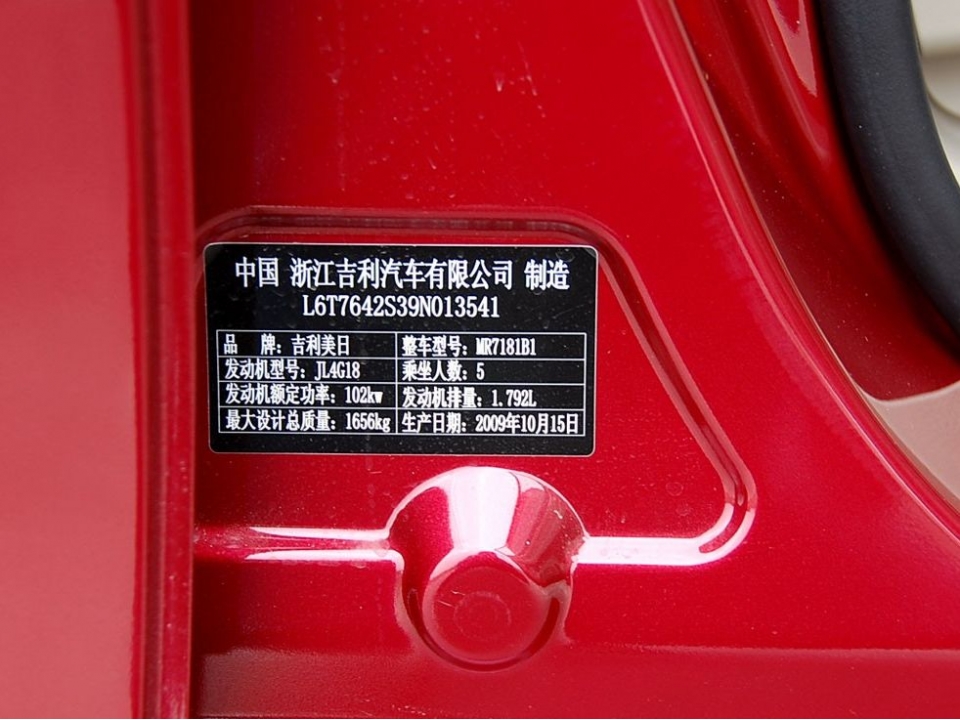 中国 浙江吉利汽车有限公司 制造
L6T7642S39N013541
品 牌：吉利美日 整车型号：MR7181B1
发动机型号：JL4G18 乘坐人数：5
发动机额定功率：102kw 发动机排量：1.792L
最大设计总质量：1656kg 生产日期：2009年10月15日